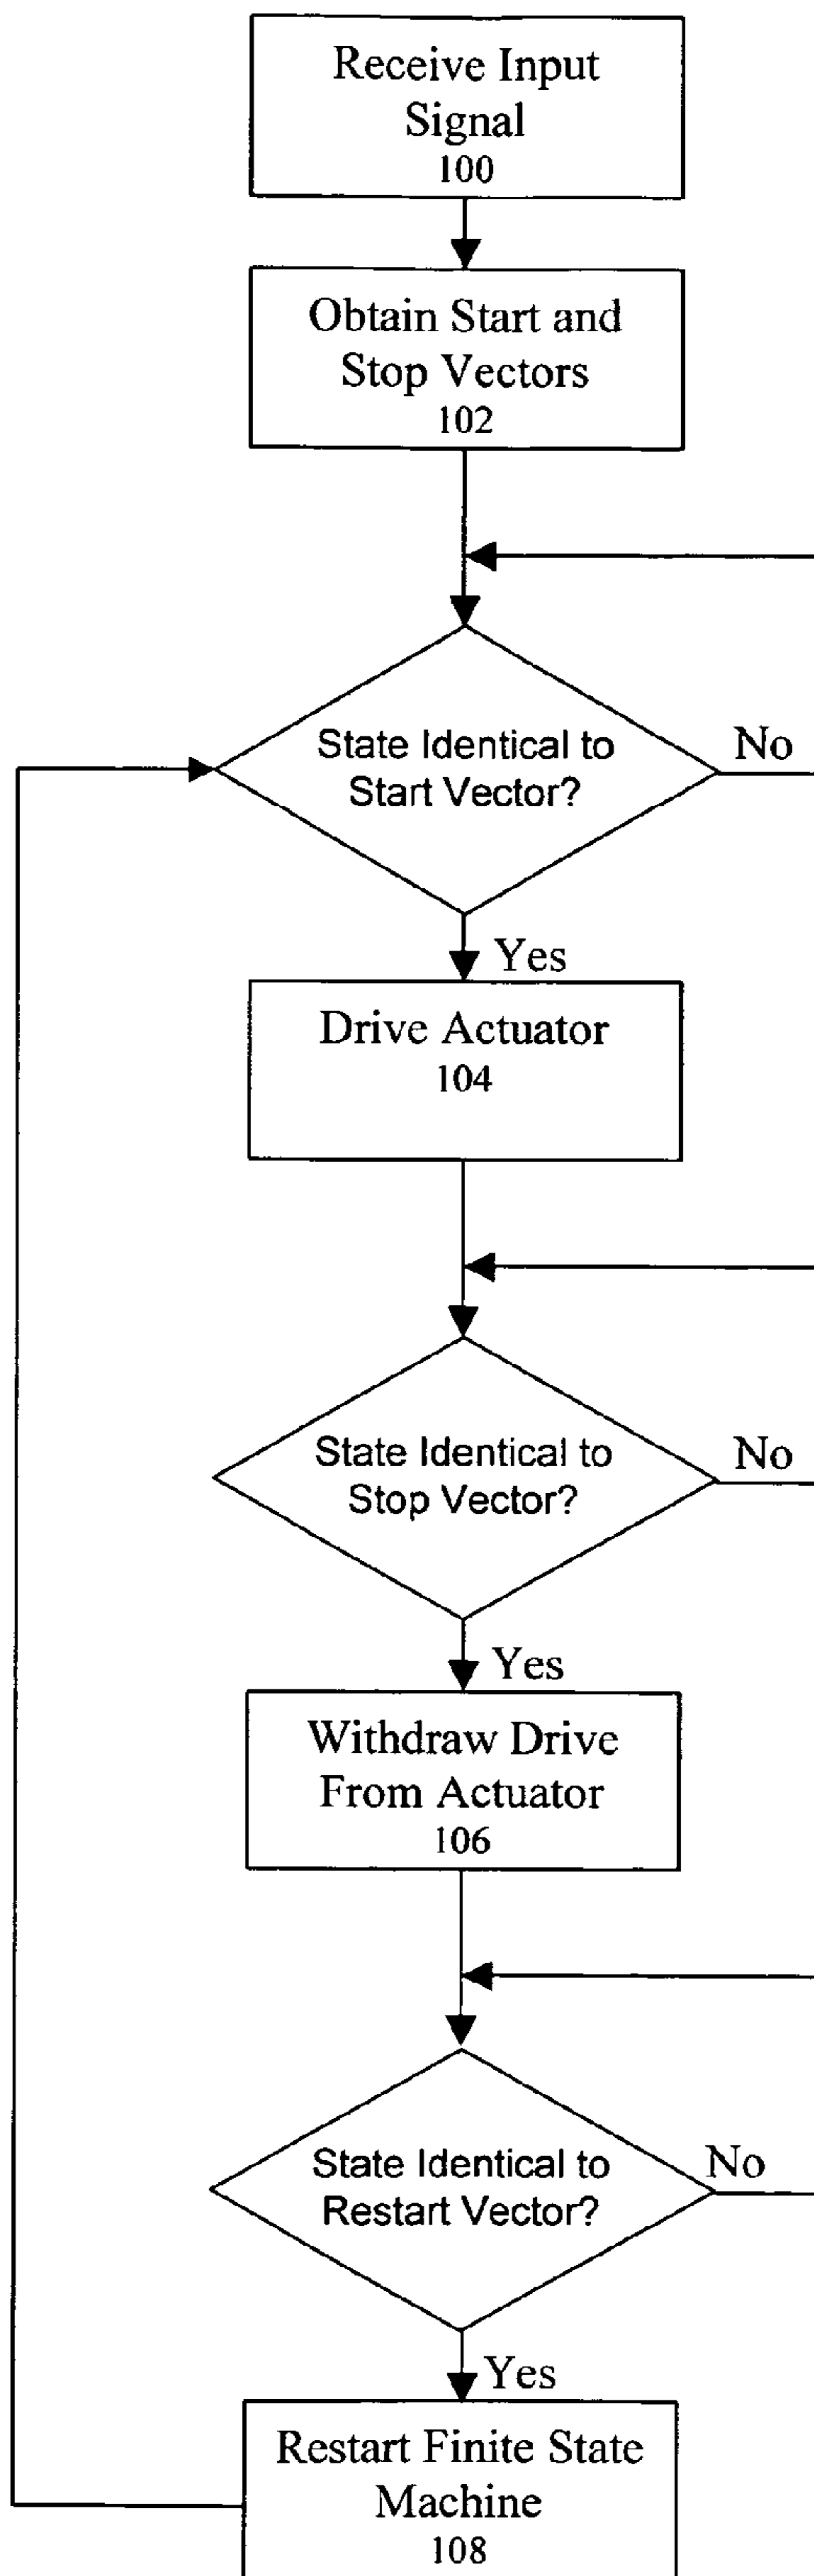 Receive Input
Signal
100
Obtain Start and
Stop Vectors
102
State Identical to
Start Vector?
No
Yes
Drive Actuator
104
State Identical to
Stop Vector?
No
Yes
Withdraw Drive
From Actuator
106
State Identical to
Restart Vector?
No
Yes
Restart Finite State
Machine
108